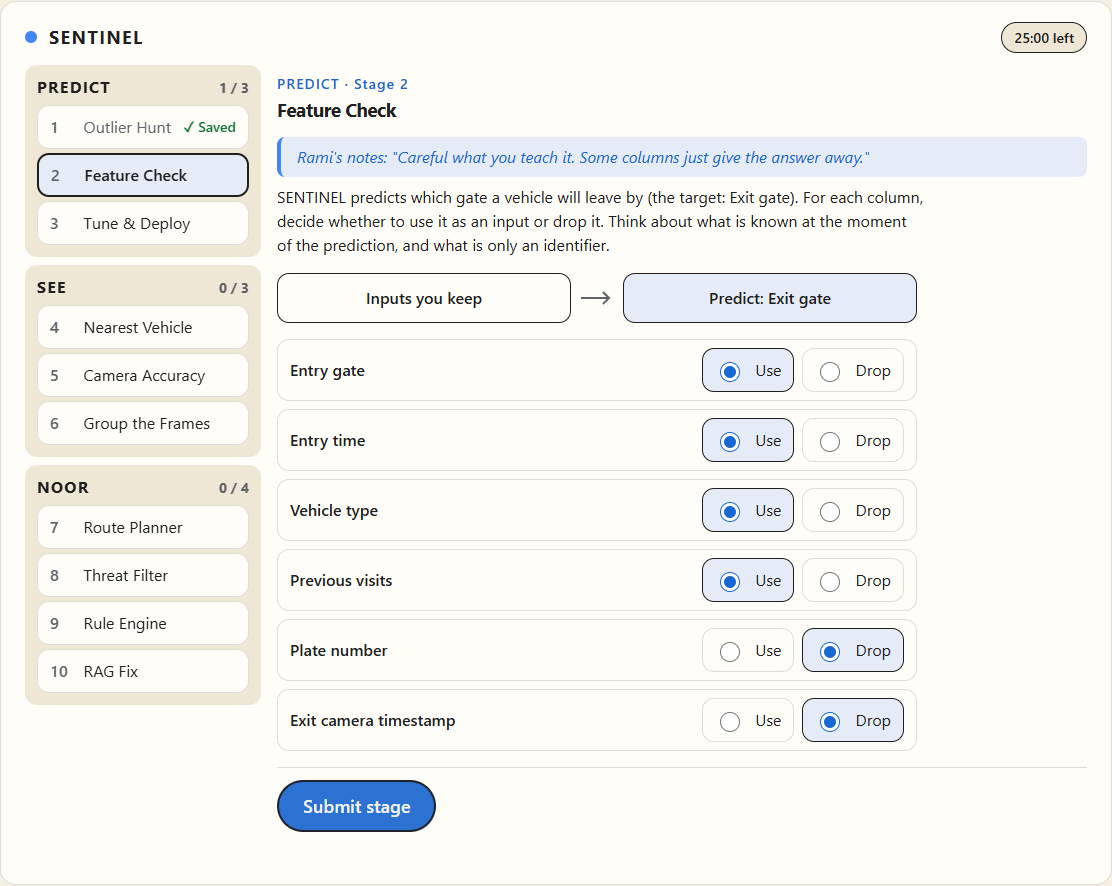 SENTINEL
25:00 left
PREDICT 1 / 3
1 Outlier Hunt ✓ Saved
2 Feature Check
3 Tune & Deploy
SEE 0 / 3
4 Nearest Vehicle
5 Camera Accuracy
6 Group the Frames
NOOR 0 / 4
7 Route Planner
8 Threat Filter
9 Rule Engine
10 RAG Fix
PREDICT · Stage 2
Feature Check
Rami's notes: "Careful what you teach it. Some columns just give the answer away."
SENTINEL predicts which gate a vehicle will leave by (the target: Exit gate). For each column,
decide whether to use it as an input or drop it. Think about what is known at the moment
of the prediction, and what is only an identifier.
Inputs you keep → Predict: Exit gate
Entry gate Use Drop
Entry time Use Drop
Vehicle type Use Drop
Previous visits Use Drop
Plate number Use Drop
Exit camera timestamp Use Drop
Submit stage